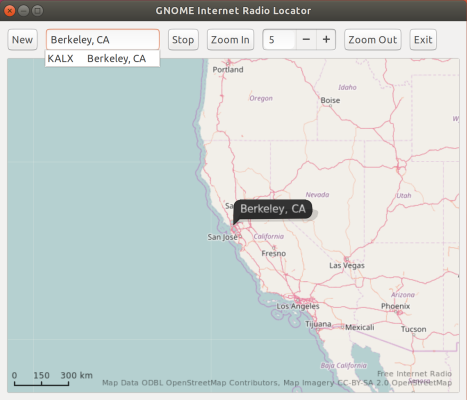 GNOME Internet Radio Locator
New
Berkeley, CA
Stop
Zoom In
5
− +
Zoom Out
Exit
KALX Berkeley, CA
Portland
Idaho
Boise
Oregon
Nevada
Utah
Berkeley, CA
San José
California
Fresno
Las Vegas
Los Angeles
Arizona
Phoenix
Tijuana
Mexicali
Tucson
Baja California
0 150 300 km
Free Internet Radio
Map Data ODBL OpenStreetMap Contributors, Map Imagery CC-BY-SA 2.0 OpenStreetMap